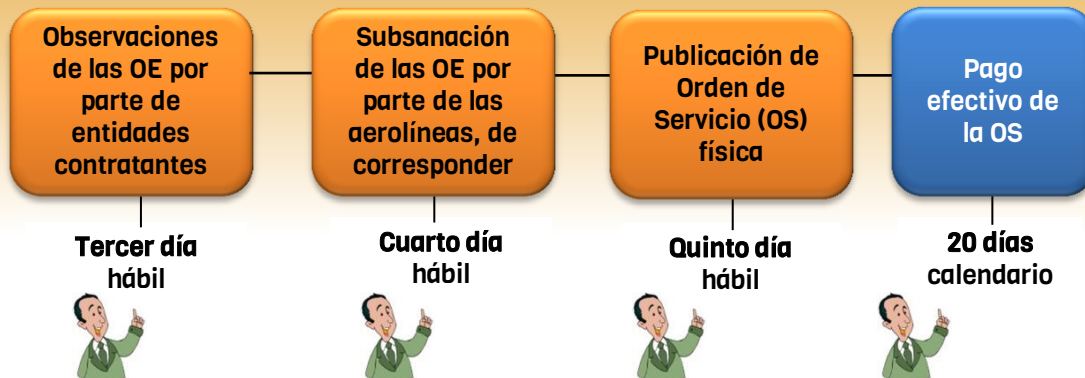 Observaciones
de las OE por
parte de
entidades
contratantes
Tercer día
hábil
Subsanación
de las OE por
parte de las
aerolíneas, de
corresponder
Cuarto día
hábil
Publicación de
Orden de
Servicio (OS)
física
Quinto día
hábil
Pago
efectivo de
la OS
20 días
calendario